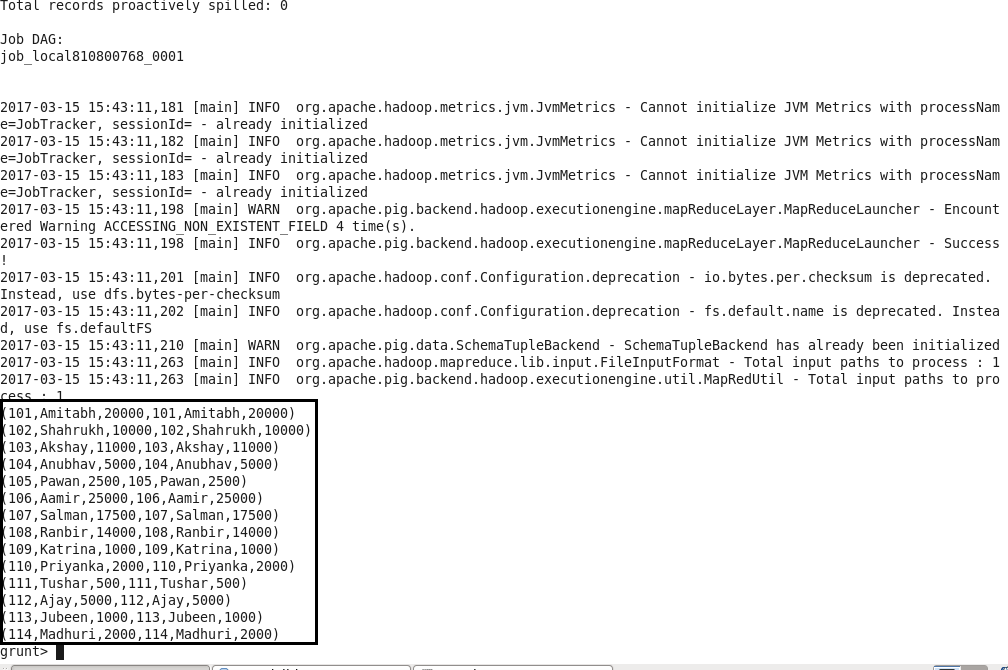 Total records proactively spilled: 0
Job DAG:
job_local810800768_0001
2017-03-15 15:43:11,181 [main] INFO  org.apache.hadoop.metrics.jvm.JvmMetrics - Cannot initialize JVM Metrics with processNam
e=JobTracker, sessionId= - already initialized
2017-03-15 15:43:11,182 [main] INFO  org.apache.hadoop.metrics.jvm.JvmMetrics - Cannot initialize JVM Metrics with processNam
e=JobTracker, sessionId= - already initialized
2017-03-15 15:43:11,183 [main] INFO  org.apache.hadoop.metrics.jvm.JvmMetrics - Cannot initialize JVM Metrics with processNam
e=JobTracker, sessionId= - already initialized
2017-03-15 15:43:11,198 [main] WARN  org.apache.pig.backend.hadoop.executionengine.mapReduceLayer.MapReduceLauncher - Encount
ered Warning ACCESSING_NON_EXISTENT_FIELD 4 time(s).
2017-03-15 15:43:11,198 [main] INFO  org.apache.pig.backend.hadoop.executionengine.mapReduceLayer.MapReduceLauncher - Success
!
2017-03-15 15:43:11,201 [main] INFO  org.apache.hadoop.conf.Configuration.deprecation - io.bytes.per.checksum is deprecated.
Instead, use dfs.bytes-per-checksum
2017-03-15 15:43:11,202 [main] INFO  org.apache.hadoop.conf.Configuration.deprecation - fs.default.name is deprecated. Instea
d, use fs.defaultFS
2017-03-15 15:43:11,210 [main] WARN  org.apache.pig.data.SchemaTupleBackend - SchemaTupleBackend has already been initialized
2017-03-15 15:43:11,263 [main] INFO  org.apache.hadoop.mapreduce.lib.input.FileInputFormat - Total input paths to process : 1
2017-03-15 15:43:11,263 [main] INFO  org.apache.pig.backend.hadoop.executionengine.util.MapRedUtil - Total input paths to pro
cess : 1
(101,Amitabh,20000,101,Amitabh,20000)
(102,Shahrukh,10000,102,Shahrukh,10000)
(103,Akshay,11000,103,Akshay,11000)
(104,Anubhav,5000,104,Anubhav,5000)
(105,Pawan,2500,105,Pawan,2500)
(106,Aamir,25000,106,Aamir,25000)
(107,Salman,17500,107,Salman,17500)
(108,Ranbir,14000,108,Ranbir,14000)
(109,Katrina,1000,109,Katrina,1000)
(110,Priyanka,2000,110,Priyanka,2000)
(111,Tushar,500,111,Tushar,500)
(112,Ajay,5000,112,Ajay,5000)
(113,Jubeen,1000,113,Jubeen,1000)
(114,Madhuri,2000,114,Madhuri,2000)
grunt>